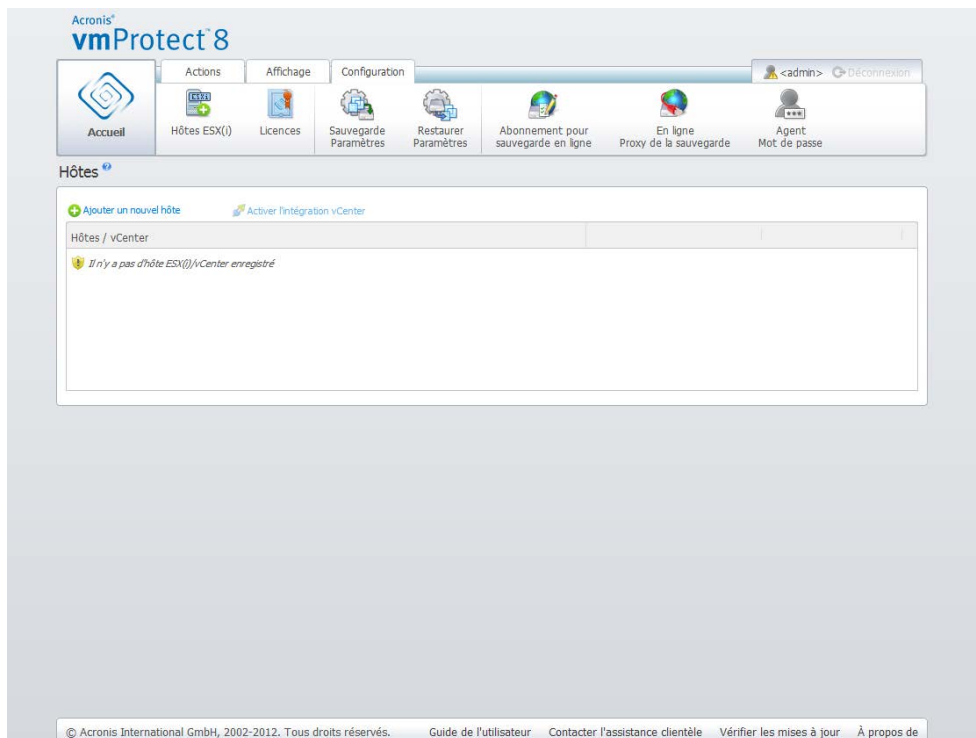 Acronis®
vmProtect™ 8
Actions Affichage Configuration <admin> Déconnexion
Accueil
Hôtes ESX(i)
Licences
Sauvegarde
Paramètres
Restaurer
Paramètres
Abonnement pour
sauvegarde en ligne
En ligne
Proxy de la sauvegarde
Agent
Mot de passe
Hôtes ?
Ajouter un nouvel hôte Activer l'intégration vCenter
Hôtes / vCenter
Il n'y a pas d'hôte ESX(i)/vCenter enregistré
© Acronis International GmbH, 2002-2012. Tous droits réservés. Guide de l'utilisateur Contacter l'assistance clientèle Vérifier les mises à jour À propos de